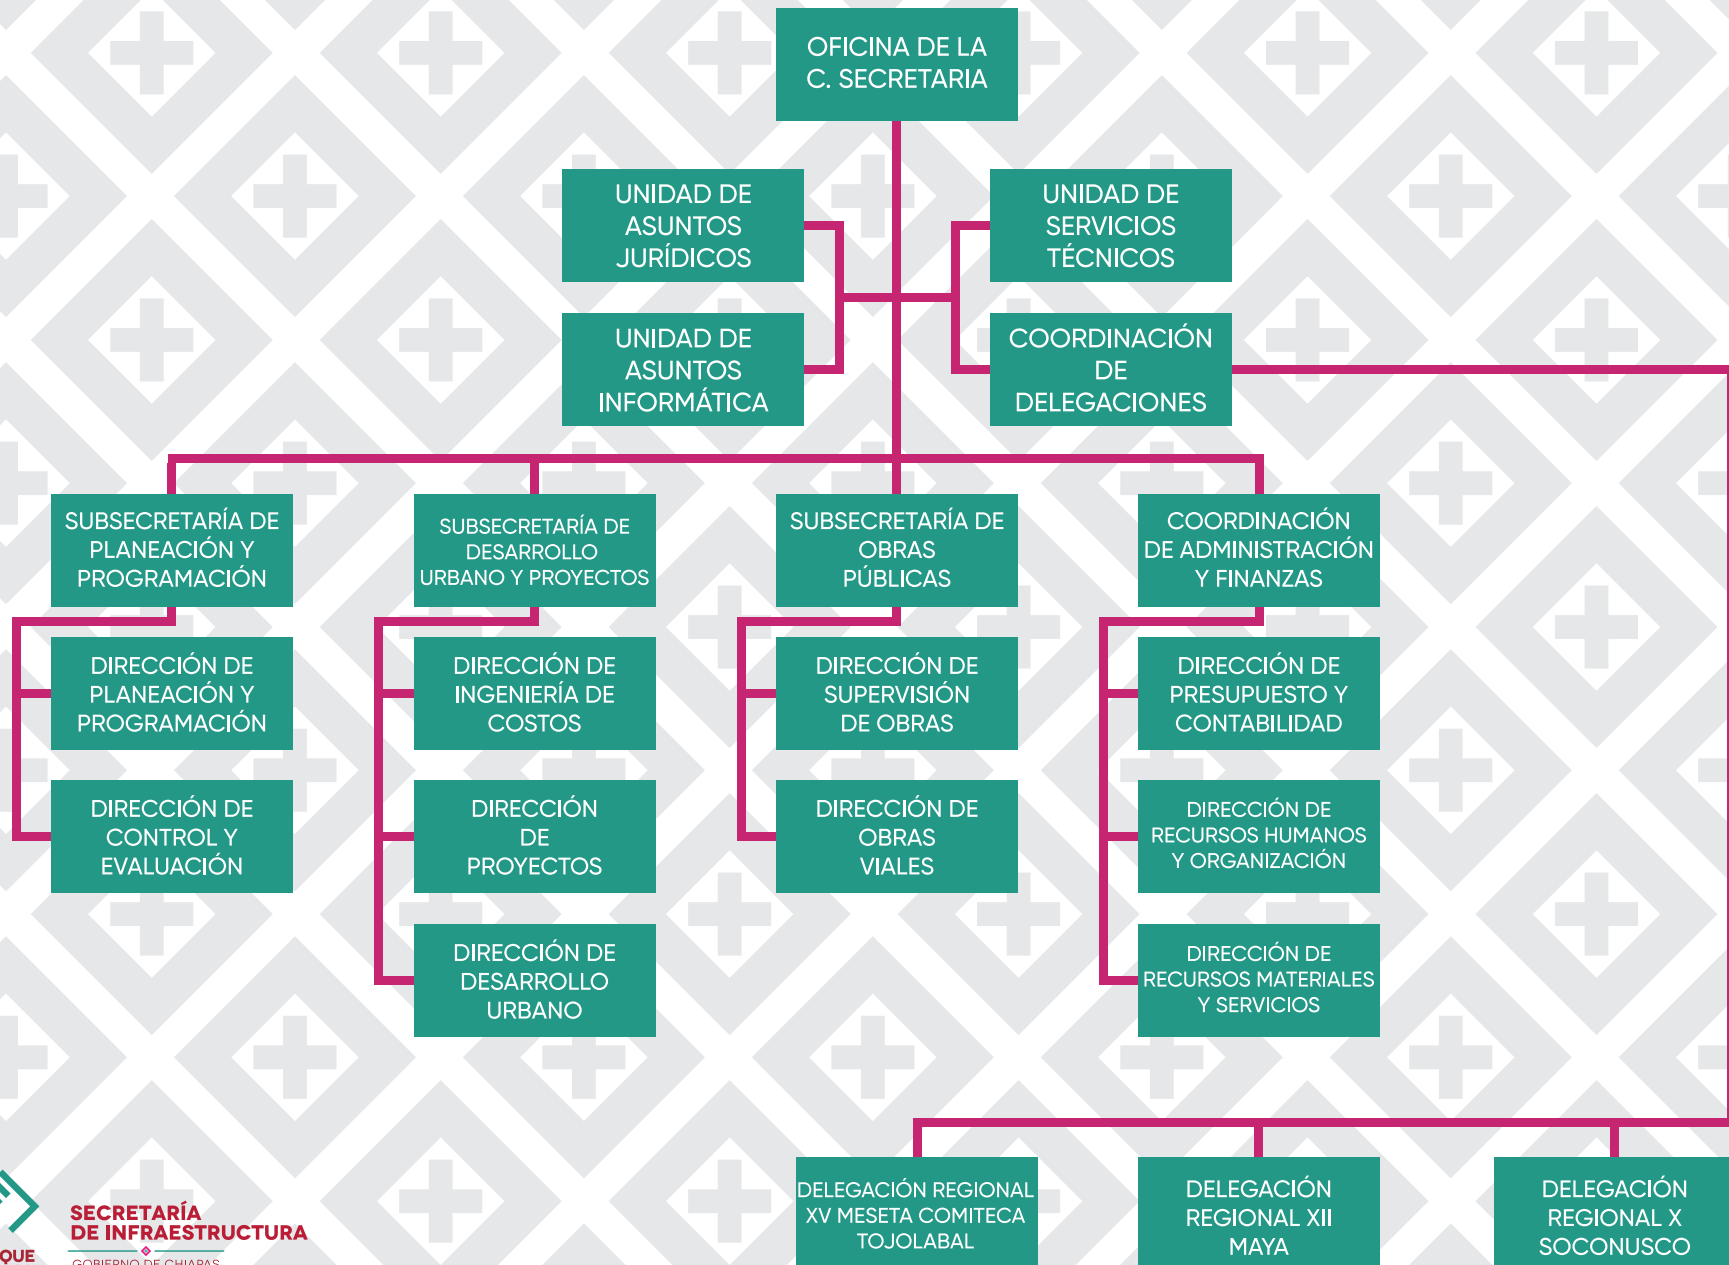 OFICINA DE LA
C. SECRETARIA
UNIDAD DE
ASUNTOS
JURÍDICOS
UNIDAD DE
SERVICIOS
TÉCNICOS
UNIDAD DE
ASUNTOS
INFORMÁTICA
COORDINACIÓN
DE
DELEGACIONES
SUBSECRETARÍA DE
PLANEACIÓN Y
PROGRAMACIÓN
SUBSECRETARÍA DE
DESARROLLO
URBANO Y PROYECTOS
SUBSECRETARÍA DE
OBRAS
PÚBLICAS
COORDINACIÓN
DE ADMINISTRACIÓN
Y FINANZAS
DIRECCIÓN DE
PLANEACIÓN Y
PROGRAMACIÓN
DIRECCIÓN DE
INGENIERÍA DE
COSTOS
DIRECCIÓN DE
SUPERVISIÓN
DE OBRAS
DIRECCIÓN DE
PRESUPUESTO Y
CONTABILIDAD
DIRECCIÓN DE
CONTROL Y
EVALUACIÓN
DIRECCIÓN
DE
PROYECTOS
DIRECCIÓN DE
OBRAS
VIALES
DIRECCIÓN DE
RECURSOS HUMANOS
Y ORGANIZACIÓN
DIRECCIÓN DE
DESARROLLO
URBANO
DIRECCIÓN DE
RECURSOS MATERIALES
Y SERVICIOS
DELEGACIÓN REGIONAL
XV MESETA COMITECA
TOJOLABAL
DELEGACIÓN
REGIONAL XII
MAYA
DELEGACIÓN
REGIONAL X
SOCONUSCO
QUE
SECRETARÍA
DE INFRAESTRUCTURA
GOBIERNO DE CHIAPAS